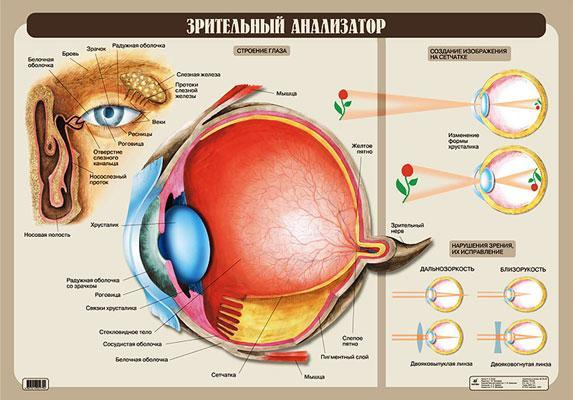 ЗРИТЕЛЬНЫЙ АНАЛИЗАТОР
СТРОЕНИЕ ГЛАЗА
Белочная
оболочка
Бровь
Зрачок
Радужная оболочка
Слезная железа
Протоки
слезной
железы
Веки
Ресницы
Роговица
Отверстие
слезного
канальца
Носослезный
проток
Носовая полость
Мышца
Желтое
пятно
Зрительный
нерв
Хрусталик
Радужная оболочка
со зрачком
Роговица
Связки хрусталика
Стекловидное тело
Сосудистая оболочка
Белочная оболочка
Сетчатка
Мышца
Пигментный слой
Слепое
пятно
СОЗДАНИЕ ИЗОБРАЖЕНИЯ
НА СЕТЧАТКЕ
Изменение
формы
хрусталика
НАРУШЕНИЯ ЗРЕНИЯ,
ИХ ИСПРАВЛЕНИЕ
ДАЛЬНОЗОРКОСТЬ
БЛИЗОРУКОСТЬ
Двояковыпуклая линза
Двояковогнутая линза